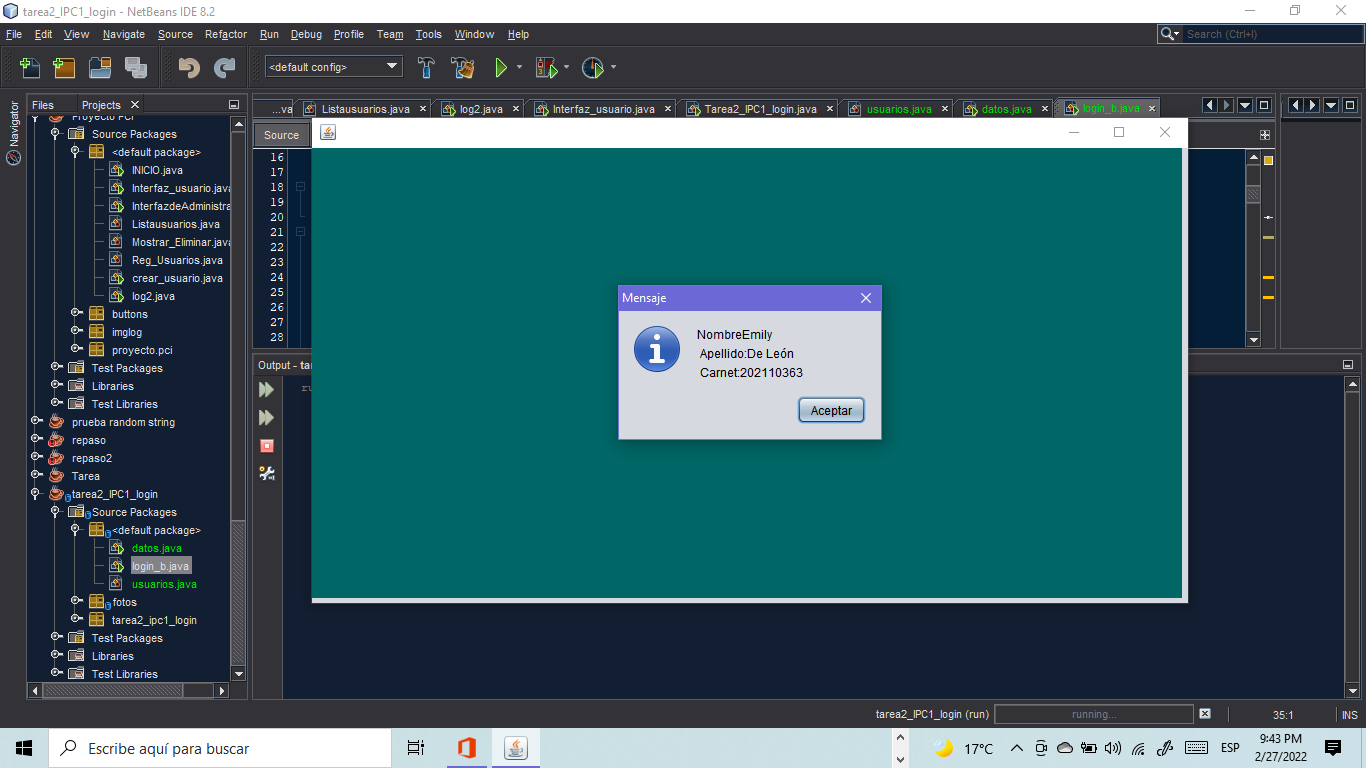 tarea2_IPC1_login - NetBeans IDE 8.2
File Edit View Navigate Source Refactor Run Debug Profile Team Tools Window Help
Search (Ctrl+I)
<default config>
Navigator
Files Projects
...va Listausuarios.java log2.java Interfaz_usuario.java Tarea2_IPC1_login.java usuarios.java datos.java login_b.java
Source
Proyecto PCI
Source Packages
<default package>
INICIO.java
Interfaz_usuario.java
InterfazdeAdministra
Listausuarios.java
Mostrar_Eliminar.java
Reg_Usuarios.java
crear_usuario.java
log2.java
buttons
imglog
proyecto.pci
Test Packages
Libraries
Test Libraries
prueba random string
repaso
repaso2
Tarea
tarea2_IPC1_login
Source Packages
<default package>
datos.java
login_b.java
usuarios.java
fotos
tarea2_ipc1_login
Test Packages
Libraries
Test Libraries
16
17
18
19
20
21
22
23
24
25
26
27
28
Output - ta
ru
Mensaje
NombreEmily
Apellido:De León
Carnet:202110363
Aceptar
tarea2_IPC1_login (run) running... 35:1 INS
Escribe aquí para buscar
17°C
ESP
9:43 PM
2/27/2022